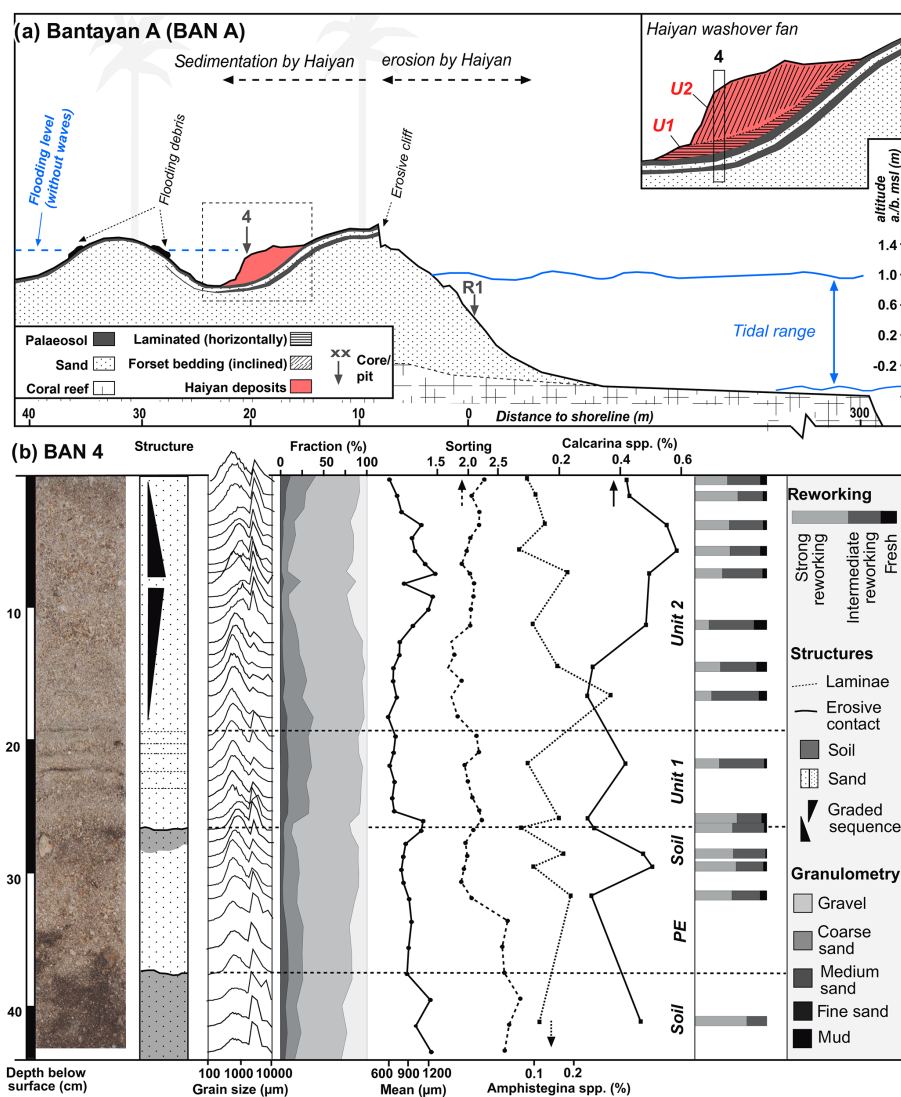 (a) Bantayan A (BAN A)
Sedimentation by Haiyan
erosion by Haiyan
Haiyan washover fan
4
U2
U1
Flooding level
(without waves)
Flooding debris
Erosive cliff
4
R1
Tidal range
altitude
a./b. msl (m)
1.4
1.0
0.6
0.2
-0.2
Palaeosol
Laminated (horizontally)
Sand
Forset bedding (inclined)
Coral reef
Haiyan deposits
xx
Core/
pit
40
30
20
10
0
300
Distance to shoreline (m)
(b) BAN 4
Structure
Fraction (%)
0
50
100
Sorting
1.5
2.0
2.5
Calcarina spp. (%)
0.2
0.4
0.6
10
20
30
40
Unit 2
Unit 1
Soil
PE
Soil
Reworking
Strong
reworking
Intermediate
reworking
Fresh
Structures
Laminae
Erosive
contact
Soil
Sand
Graded
sequence
Granulometry
Gravel
Coarse
sand
Medium
sand
Fine sand
Mud
Depth below
surface (cm)
100 1000 10000
Grain size (µm)
600 900 1200
Mean (µm)
0.1
0.2
Amphistegina spp. (%)